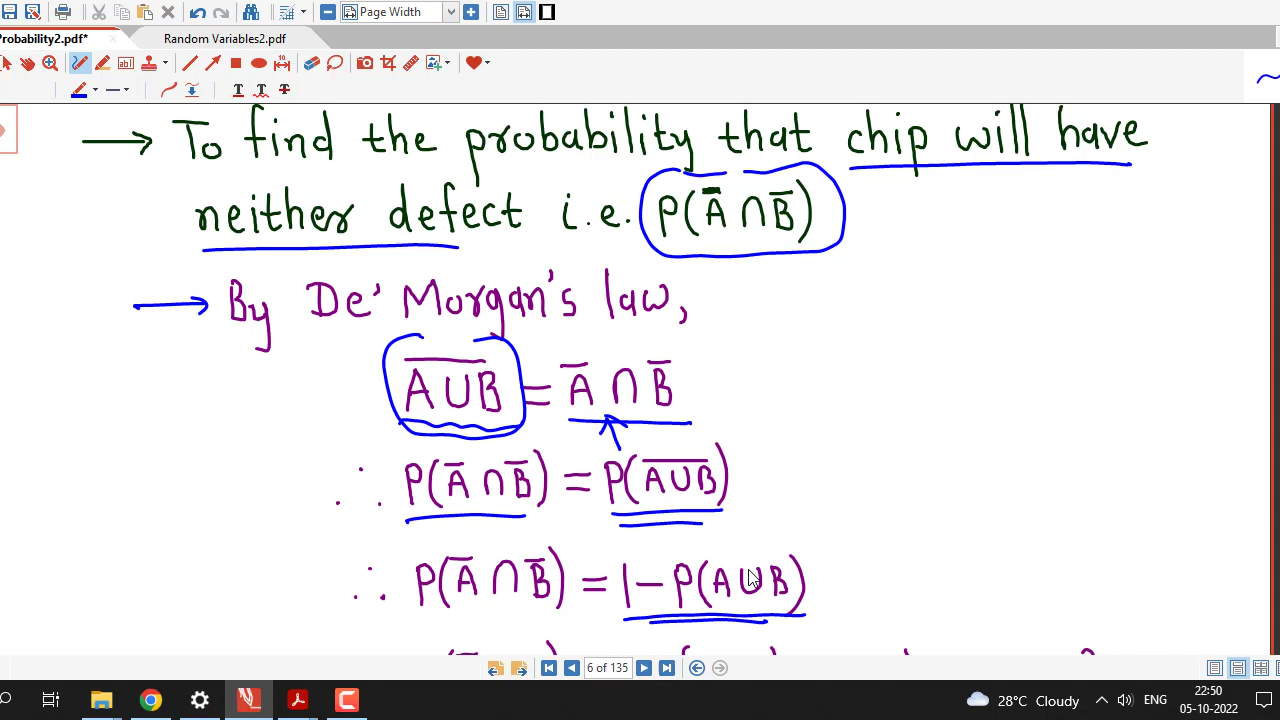 Page Width
Probability2.pdf*
Random Variables2.pdf
10
→ To find the probability that chip will have
neither defect i.e. P(A̅ ∩ B̅)
→ By De' Morgan's law,
A̅ ̅∪̅ ̅B̅ = A̅ ∩ B̅
∴ P(A̅ ∩ B̅) = P(A̅ ̅∪̅ ̅B̅)
∴ P(A̅ ∩ B̅) = 1 - P(A ∪ B)
6 of 135
28°C Cloudy
ENG
22:50
05-10-2022